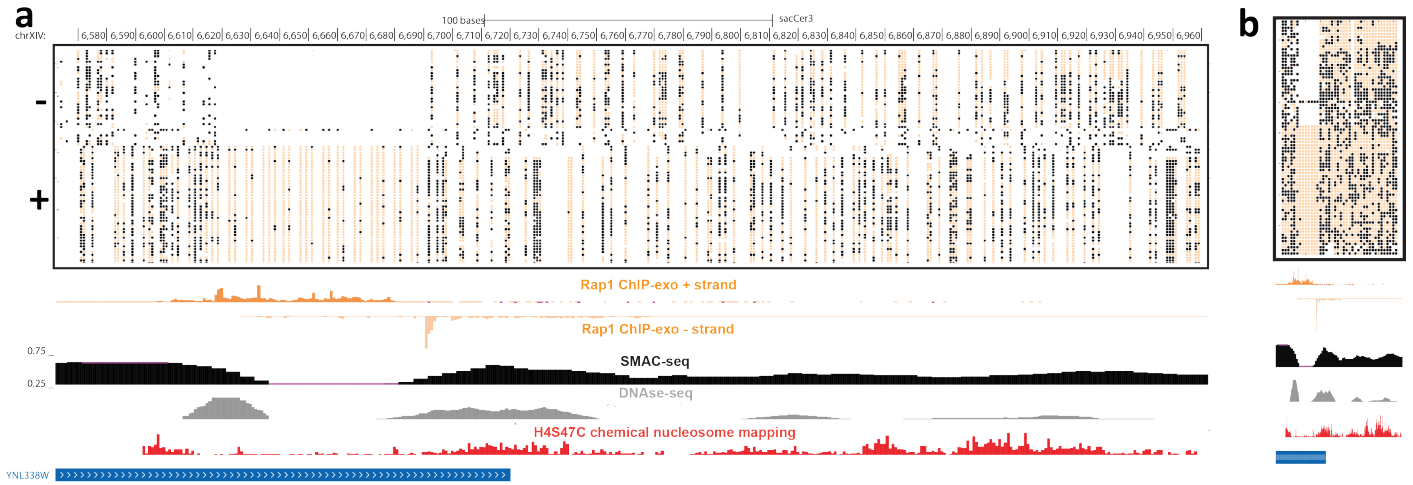 a
b
100 bases
sacCer3
chrXIV:
6,580| 6,590| 6,600| 6,610| 6,620| 6,630| 6,640| 6,650| 6,660| 6,670| 6,680| 6,690| 6,700| 6,710| 6,720| 6,730| 6,740| 6,750| 6,760| 6,770| 6,780| 6,790| 6,800| 6,810| 6,820| 6,830| 6,840| 6,850| 6,860| 6,870| 6,880| 6,890| 6,900| 6,910| 6,920| 6,930| 6,940| 6,950| 6,960|
-
+
Rap1 ChIP-exo + strand
Rap1 ChIP-exo - strand
0.75
SMAC-seq
0.25
DNAse-seq
H4S47C chemical nucleosome mapping
YNL338W